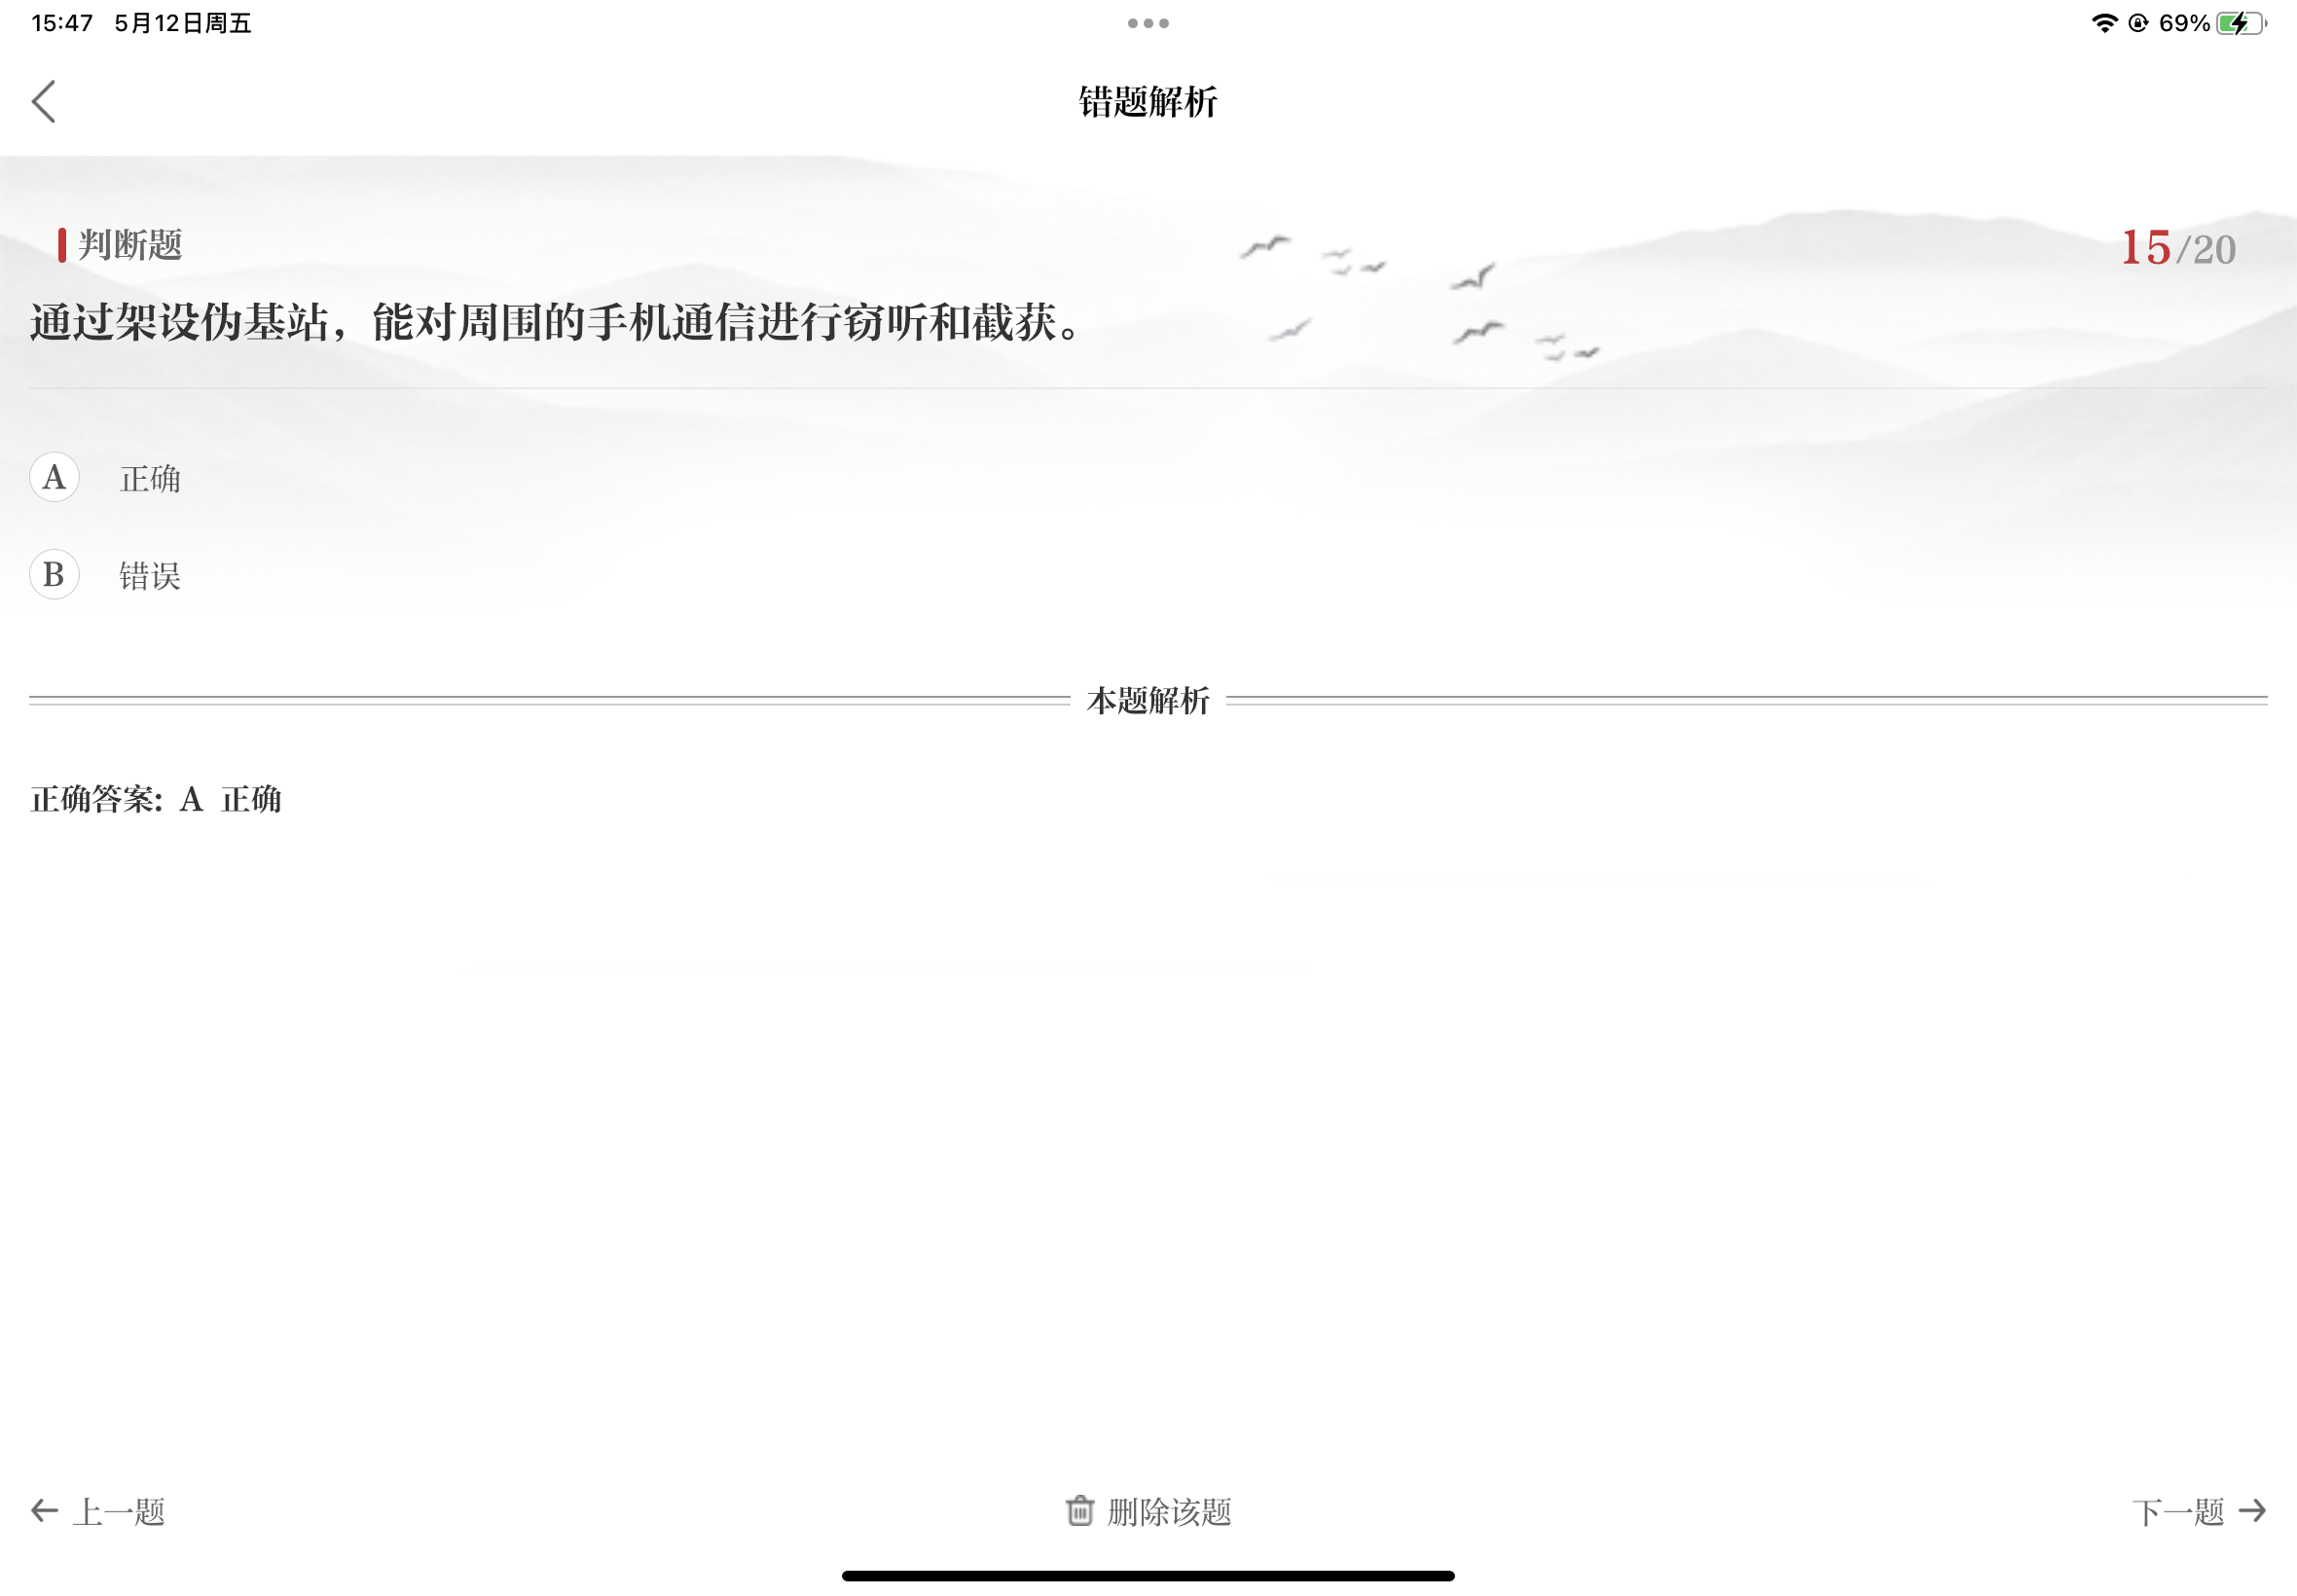 15:47 5月12日周五
69%
错题解析
判断题
15/20
通过架设伪基站，能对周围的手机通信进行窃听和截获。
A 正确
B 错误
本题解析
正确答案: A 正确
上一题
删除该题
下一题